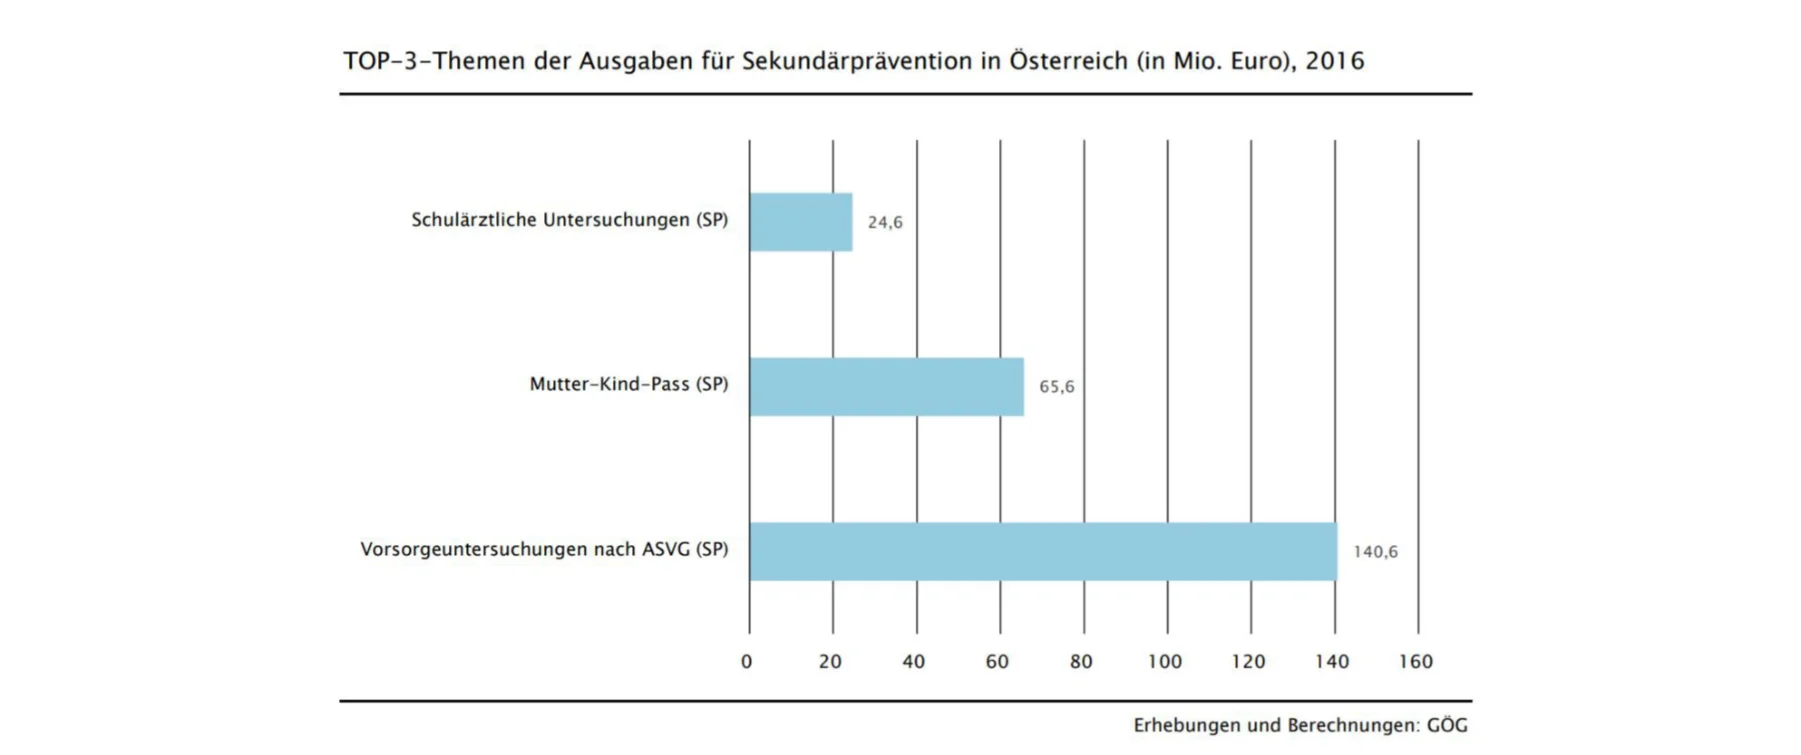 TOP-3-Themen der Ausgaben für Sekundärprävention in Österreich (in Mio. Euro), 2016
Schulärztliche Untersuchungen (SP)
24,6
Mutter-Kind-Pass (SP)
65,6
Vorsorgeuntersuchungen nach ASVG (SP)
140,6
0 20 40 60 80 100 120 140 160
Erhebungen und Berechnungen: GÖG